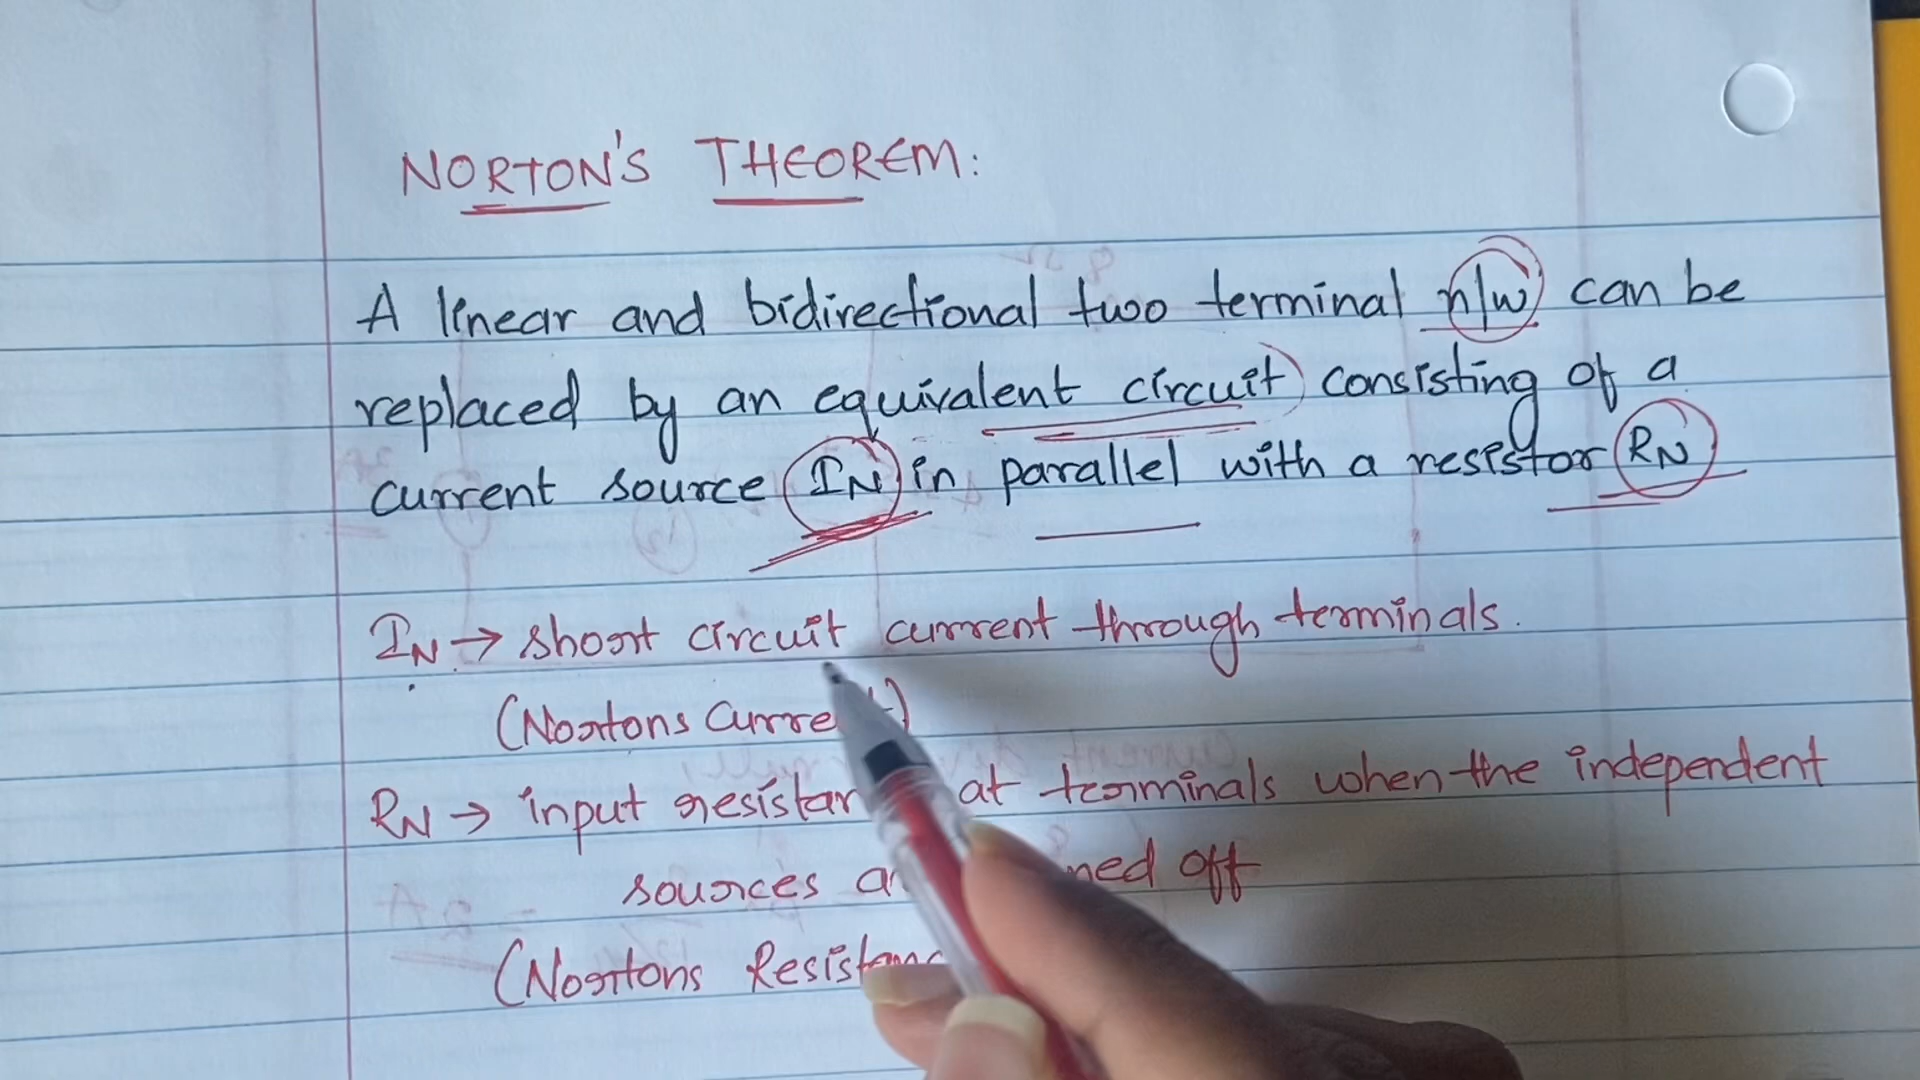 NORTON'S THEOREM:
A linear and bidirectional two terminal n/w can be
replaced by an equivalent circuit consisting of a
current source IN in parallel with a resistor RN
IN → short circuit current through terminals.
(Nortons Curre )
RN → input resistan at terminals when the independent
sources a ned off
(Nortons Resistanc